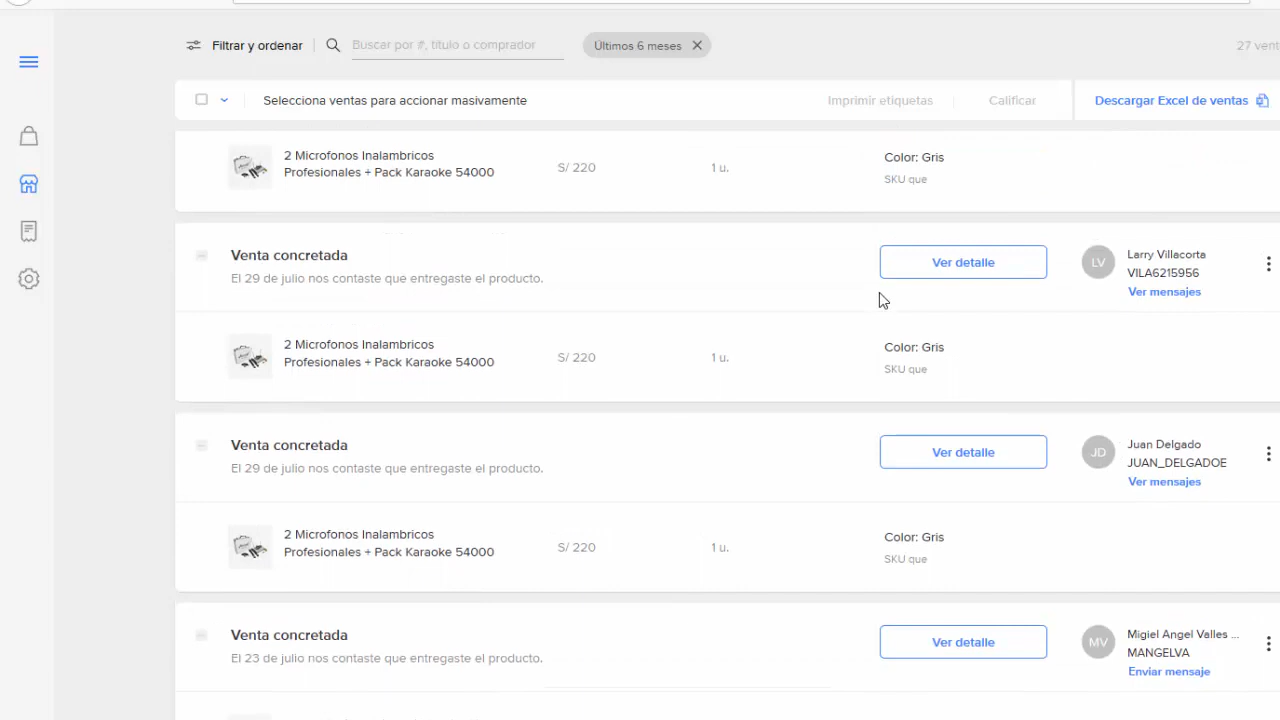 Filtrar y ordenar
Buscar por #, título o comprador
Últimos 6 meses
27 vent
Selecciona ventas para accionar masivamente
Imprimir etiquetas
Calificar
Descargar Excel de ventas
2 Microfonos Inalambricos
Profesionales + Pack Karaoke 54000
S/ 220
1 u.
Color: Gris
SKU que
Venta concretada
El 29 de julio nos contaste que entregaste el producto.
Ver detalle
LV
Larry Villacorta
VILA6215956
Ver mensajes
2 Microfonos Inalambricos
Profesionales + Pack Karaoke 54000
S/ 220
1 u.
Color: Gris
SKU que
Venta concretada
El 29 de julio nos contaste que entregaste el producto.
Ver detalle
JD
Juan Delgado
JUAN_DELGADOE
Ver mensajes
2 Microfonos Inalambricos
Profesionales + Pack Karaoke 54000
S/ 220
1 u.
Color: Gris
SKU que
Venta concretada
El 23 de julio nos contaste que entregaste el producto.
Ver detalle
MV
Migiel Angel Valles ...
MANGELVA
Enviar mensaje